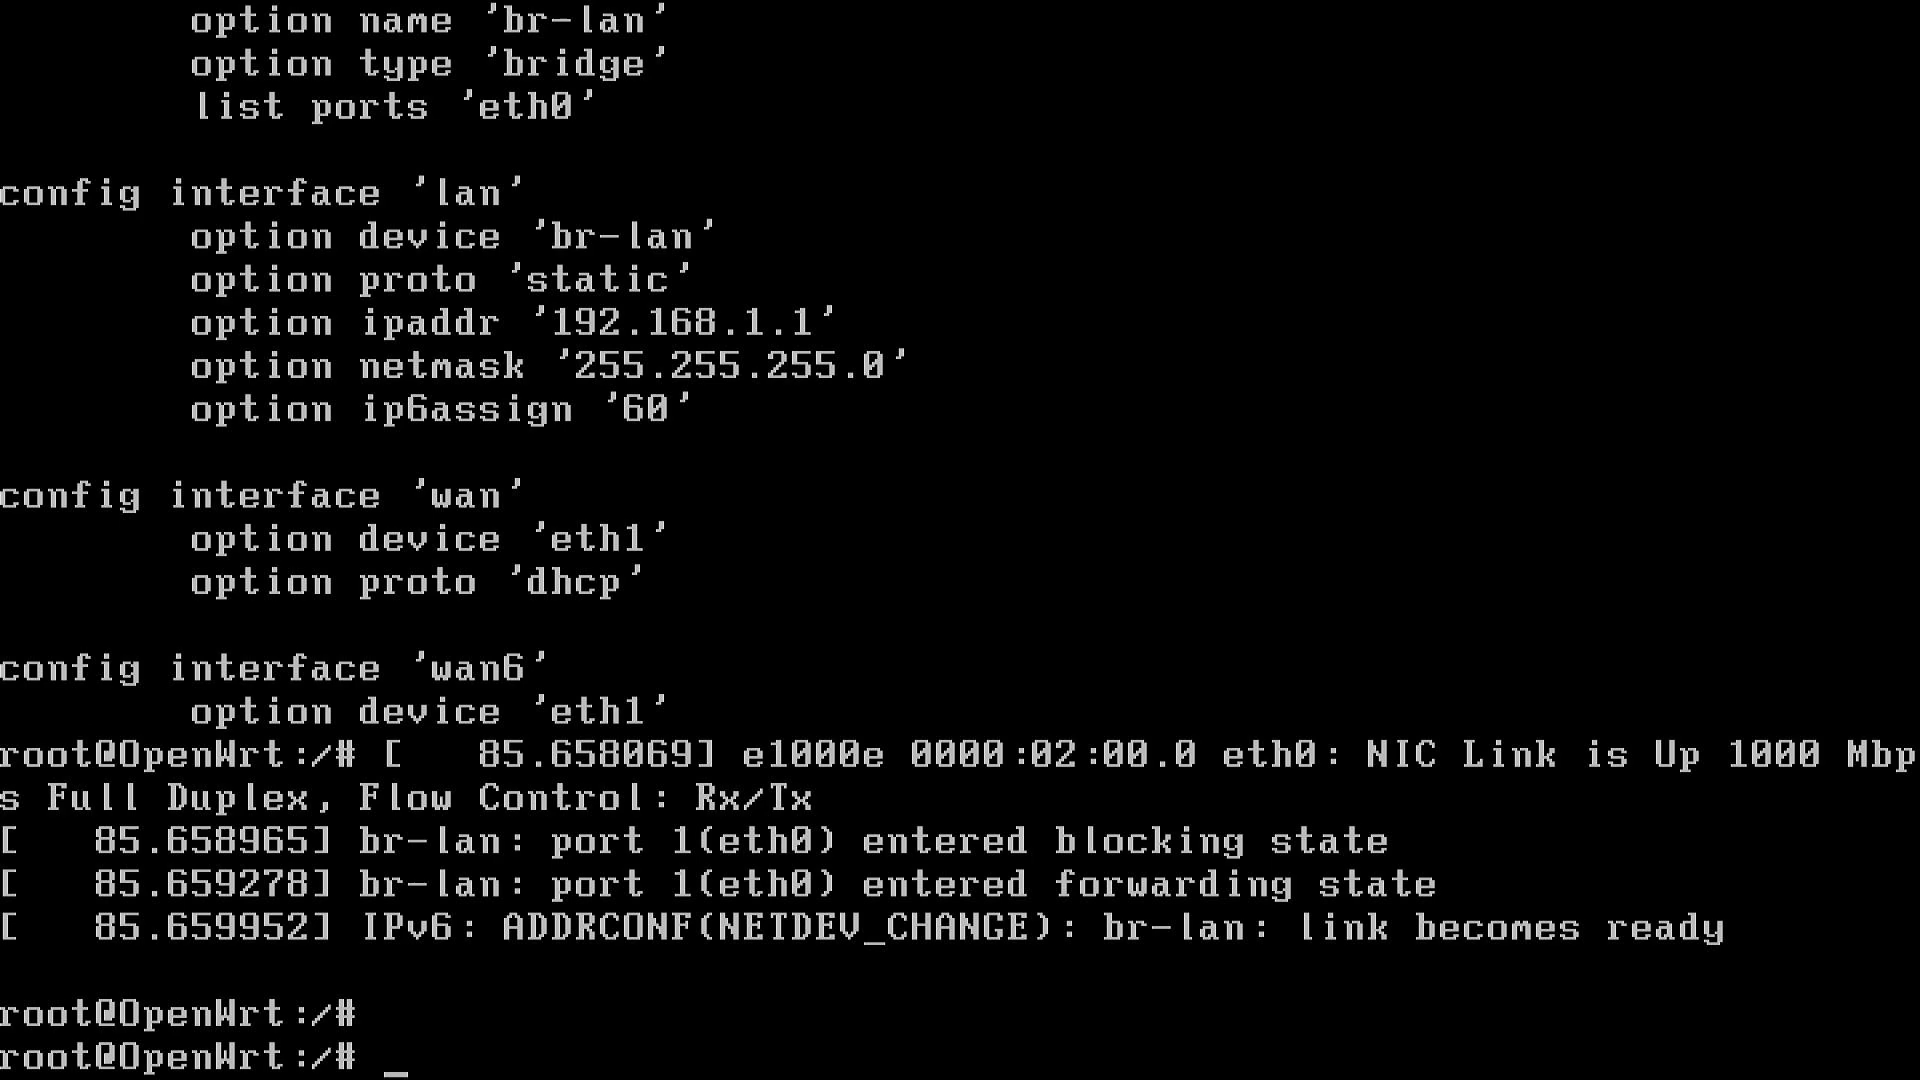 option name 'br-lan'
option type 'bridge'
list ports 'eth0'
config interface 'lan'
option device 'br-lan'
option proto 'static'
option ipaddr '192.168.1.1'
option netmask '255.255.255.0'
option ip6assign '60'
config interface 'wan'
option device 'eth1'
option proto 'dhcp'
config interface 'wan6'
option device 'eth1'
root@OpenWrt:/# [   85.658069] e1000e 0000:02:00.0 eth0: NIC Link is Up 1000 Mbp
s Full Duplex, Flow Control: Rx/Tx
[   85.658965] br-lan: port 1(eth0) entered blocking state
[   85.659278] br-lan: port 1(eth0) entered forwarding state
[   85.659952] IPv6: ADDRCONF(NETDEV_CHANGE): br-lan: link becomes ready
root@OpenWrt:/#
root@OpenWrt:/# _